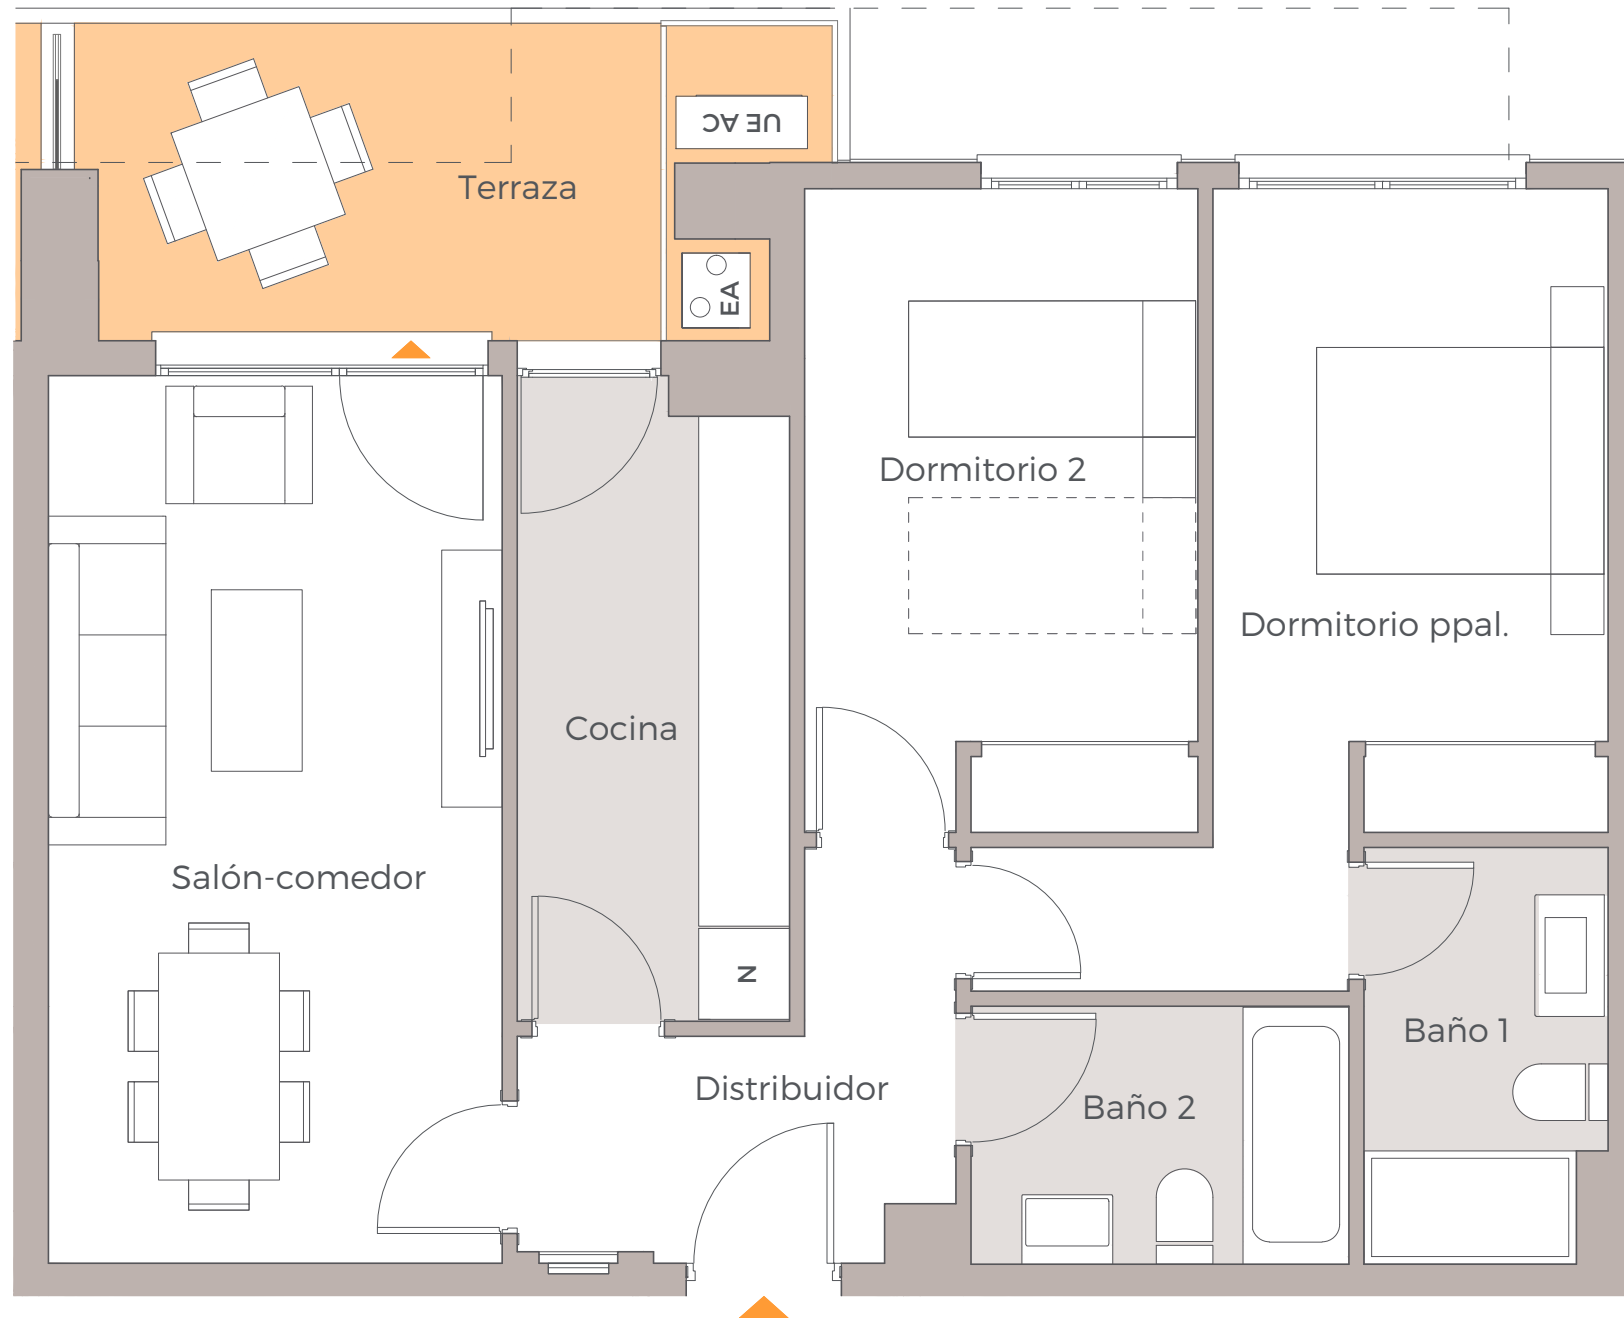 UE AC
Terraza
EA
Dormitorio 2
Dormitorio ppal.
Cocina
Salón-comedor
N
Baño 1
Distribuidor
Baño 2